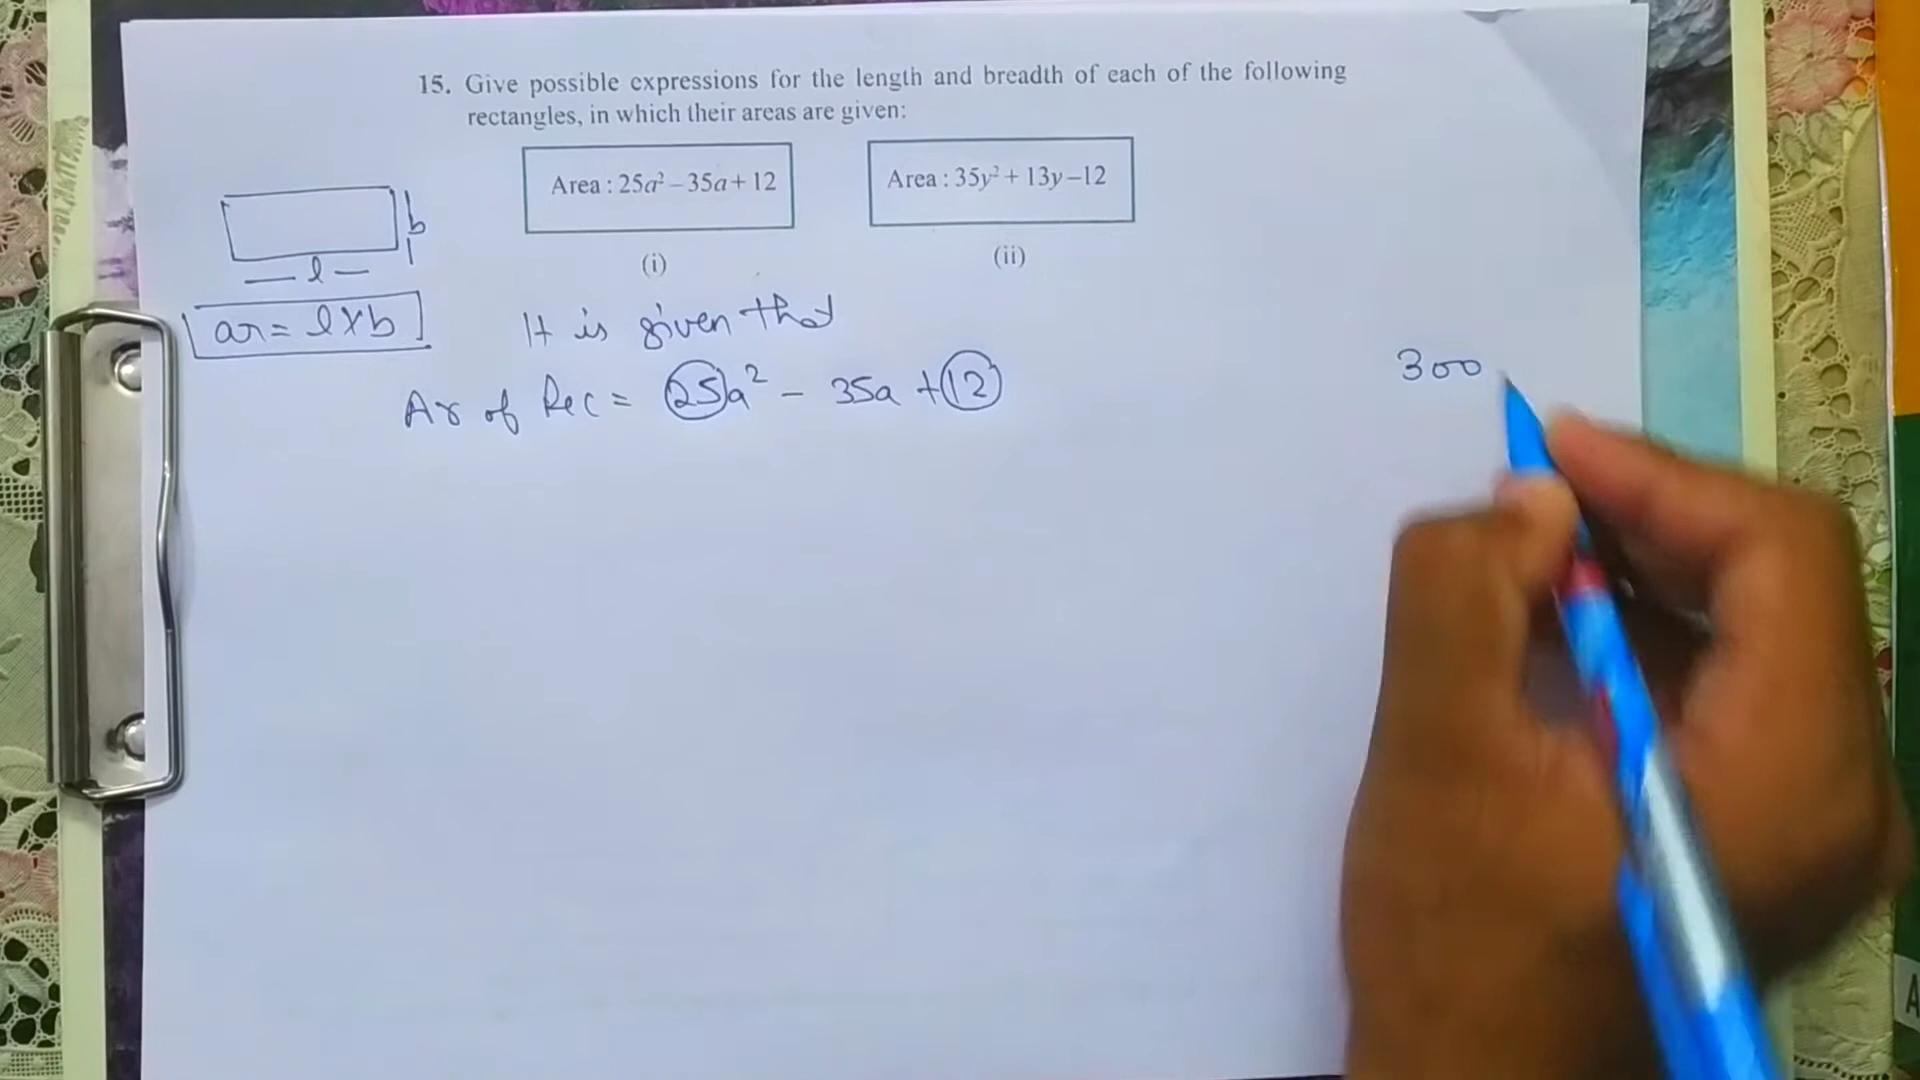 15. Give possible expressions for the length and breadth of each of the following
rectangles, in which their areas are given:
Area : 25a² – 35a + 12
Area : 35y² + 13y –12
(i)
(ii)
b
l
ar = l x b
It is given that
Ar of Rec = 25a² - 35a + 12
300
A